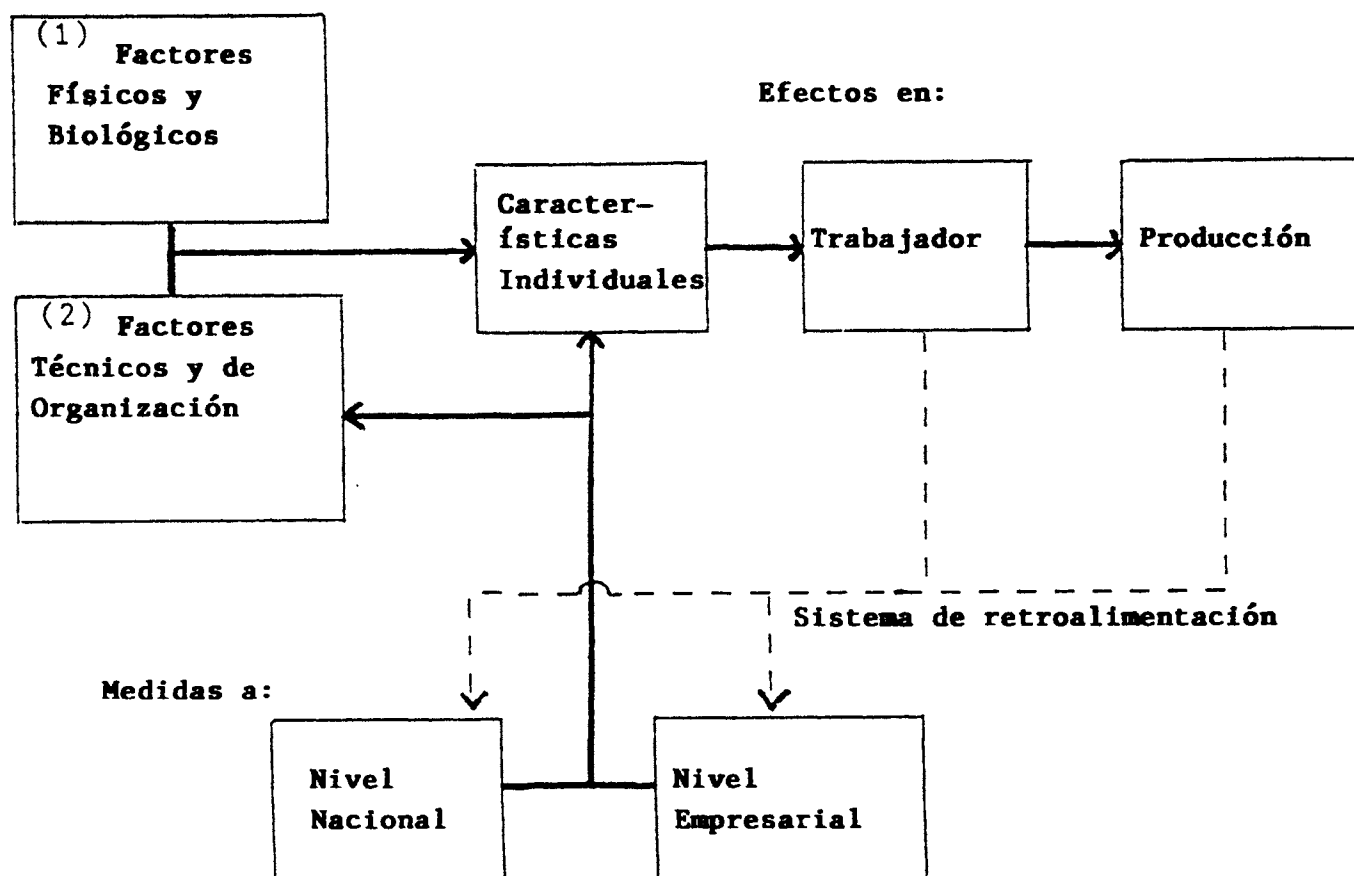 (1) Factores
Físicos y
Biológicos
Efectos en:
Caracter-
ísticas
Individuales
Trabajador
Producción
(2) Factores
Técnicos y de
Organización
Sistema de retroalimentación
Medidas a:
Nivel
Nacional
Nivel
Empresarial